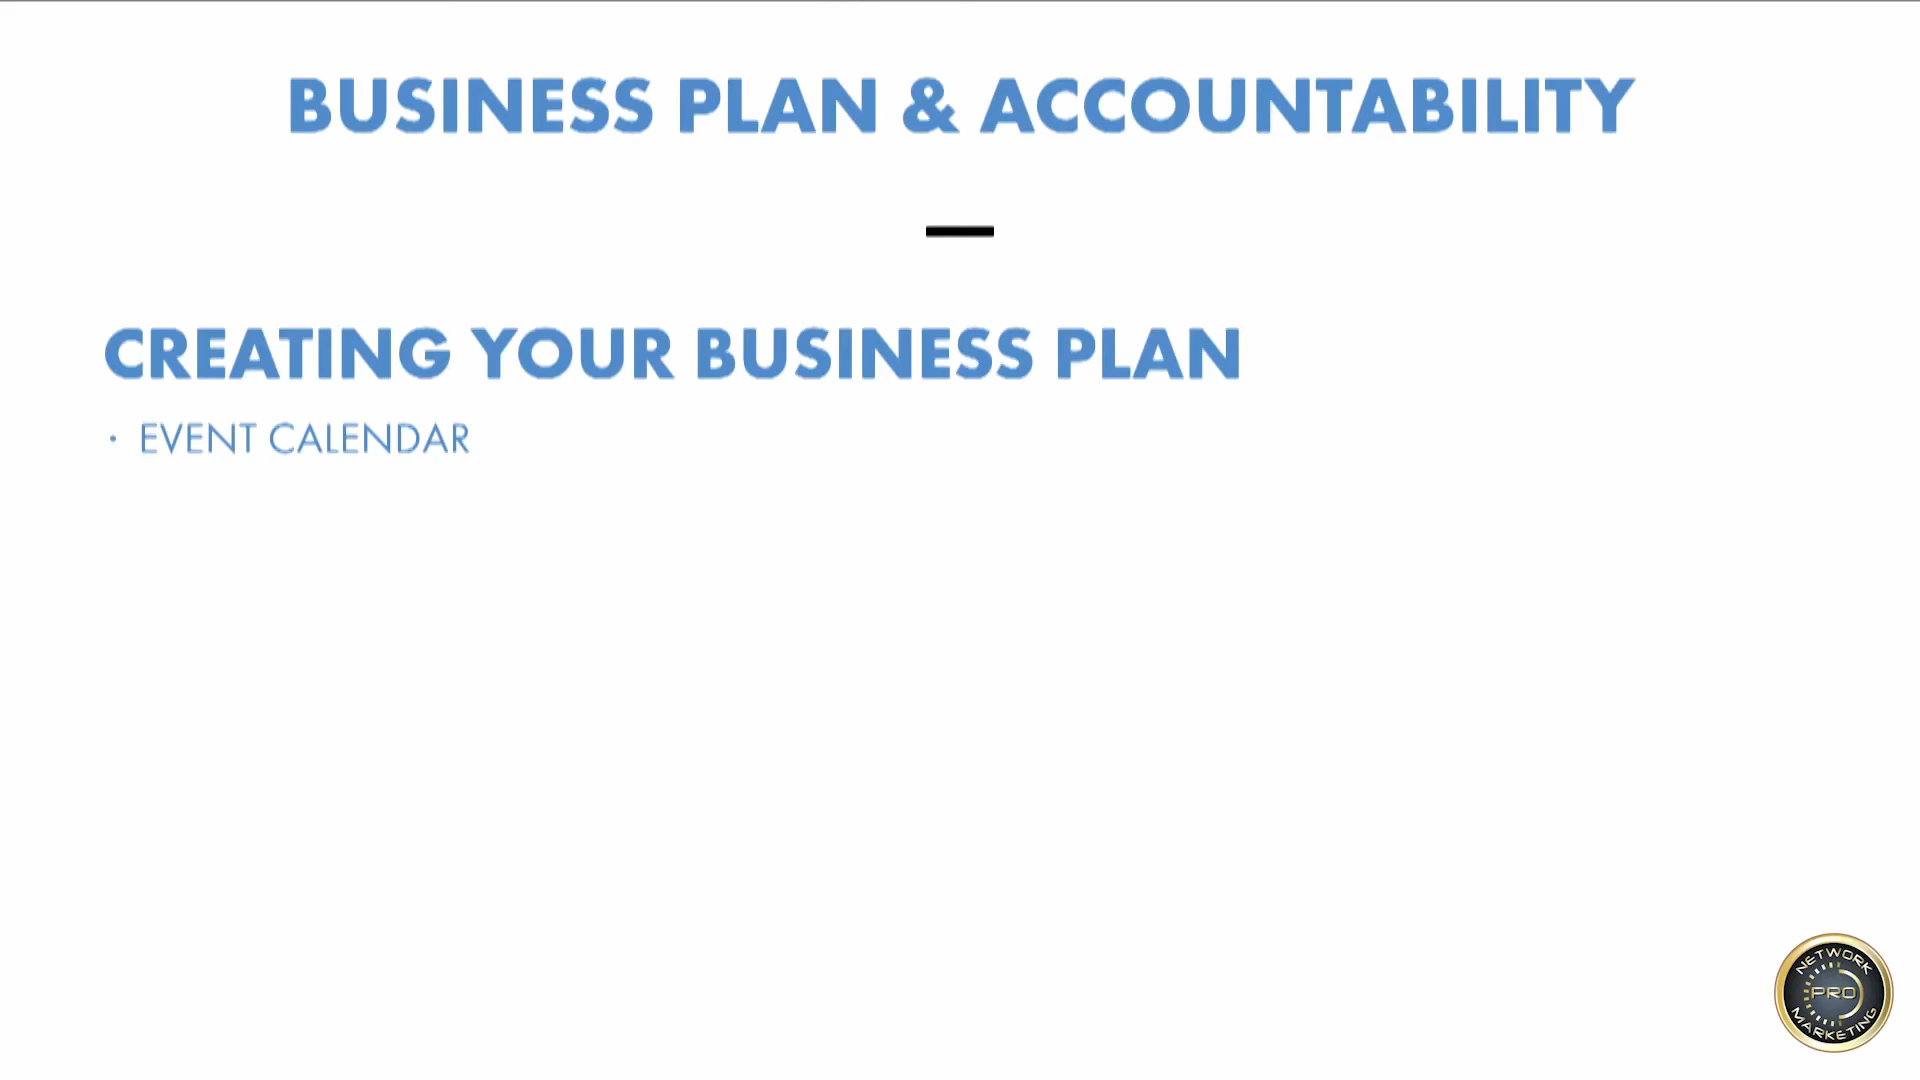 BUSINESS PLAN & ACCOUNTABILITY
CREATING YOUR BUSINESS PLAN
· EVENT CALENDAR
NETWORK
PRO
MARKETING